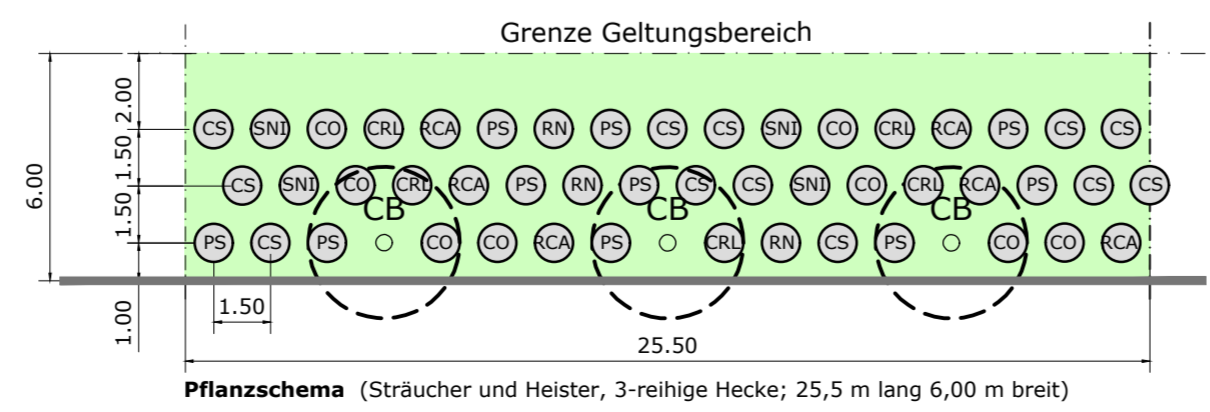 Grenze Geltungsbereich
6.00
2.00
1.50
1.50
1.00
CS SNI CO CRL RCA PS RN PS CS CS SNI CO CRL RCA PS CS CS
CS SNI CO CRL RCA PS RN PS CS CS SNI CO CRL RCA PS CS CS
CB CB CB
PS CS PS CO CO RCA PS CRL RN CS PS CO CO RCA
1.50
25.50
Pflanzschema (Sträucher und Heister, 3-reihige Hecke; 25,5 m lang 6,00 m breit)